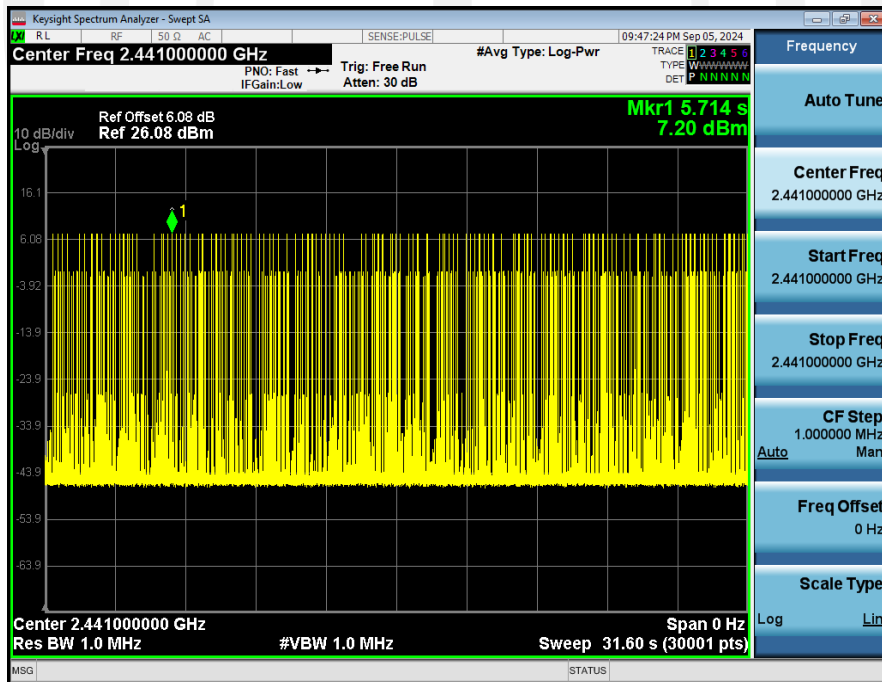 Keysight Spectrum Analyzer - Swept SA
LXI RL RF 50 Ω AC SENSE:PULSE 09:47:24 PM Sep 05, 2024
Center Freq 2.441000000 GHz
PNO: Fast
IFGain:Low
Trig: Free Run
Atten: 30 dB
#Avg Type: Log-Pwr
TRACE 1 2 3 4 5 6
TYPE WWWWWW
DET P N N N N N
Ref Offset 6.08 dB
Ref 26.08 dBm
10 dB/div
Log
Mkr1 5.714 s
7.20 dBm
1
16.1
6.08
-3.92
-13.9
-23.9
-33.9
-43.9
-53.9
-63.9
Center 2.441000000 GHz
Span 0 Hz
Res BW 1.0 MHz
#VBW 1.0 MHz
Sweep 31.60 s (30001 pts)
MSG
STATUS
Frequency
Auto Tune
Center Freq
2.441000000 GHz
Start Freq
2.441000000 GHz
Stop Freq
2.441000000 GHz
CF Step
1.000000 MHz
Auto Man
Freq Offset
0 Hz
Scale Type
Log Lin